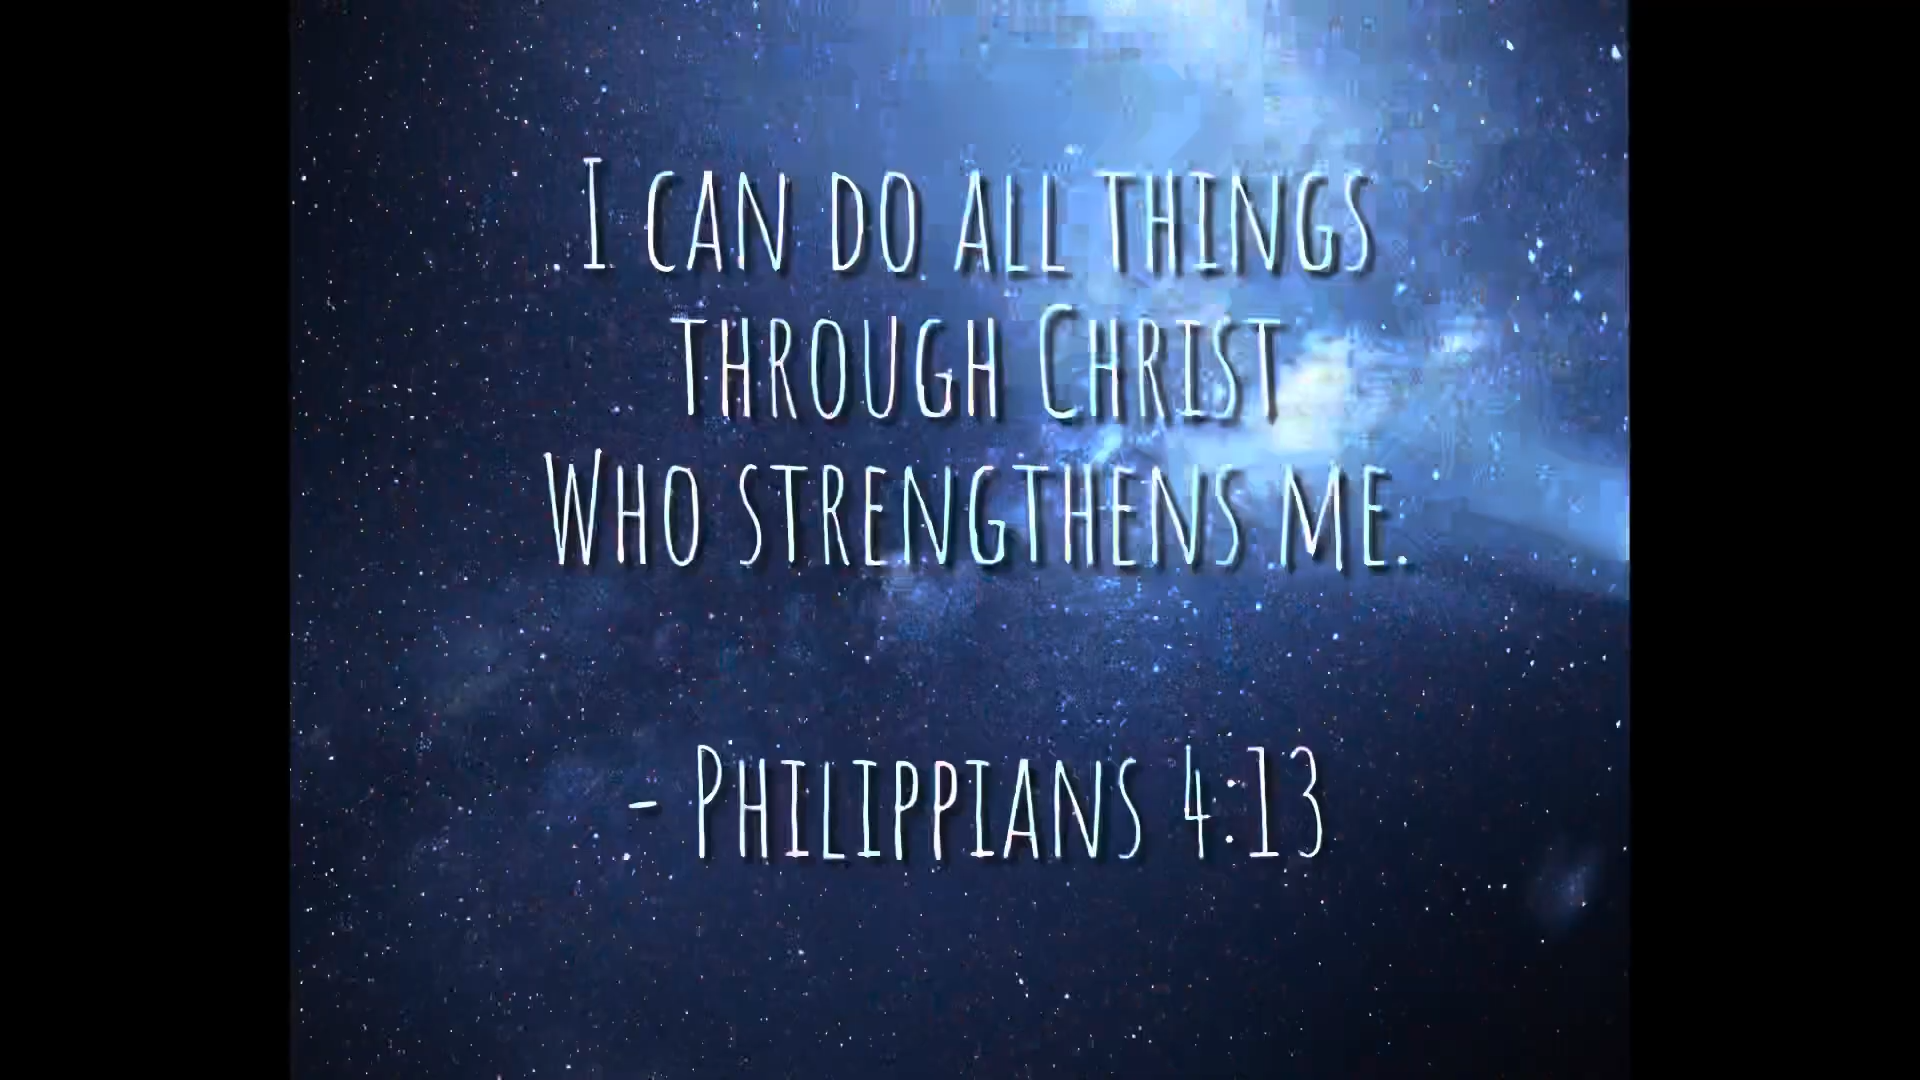 I can do all things
through Christ
Who strengthens me.
- Philippians 4:13